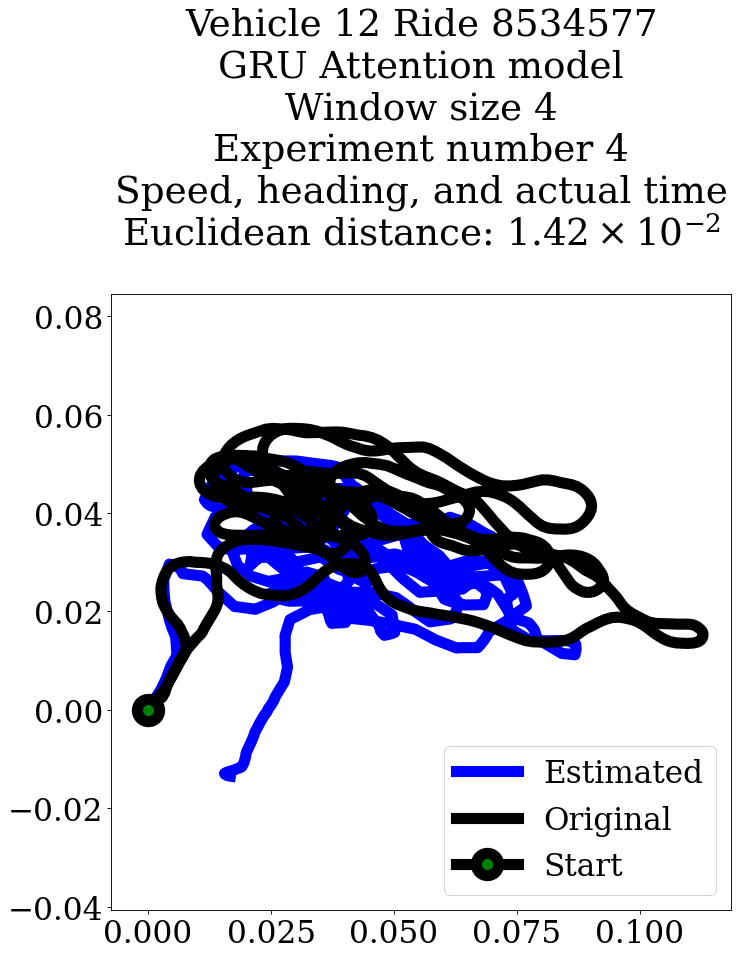 Vehicle 12 Ride 8534577
GRU Attention model
Window size 4
Experiment number 4
Speed, heading, and actual time
Euclidean distance: 1.42 × 10⁻²
0.08
0.06
0.04
0.02
0.00
−0.02
−0.04
Estimated
Original
Start
0.000 0.025 0.050 0.075 0.100